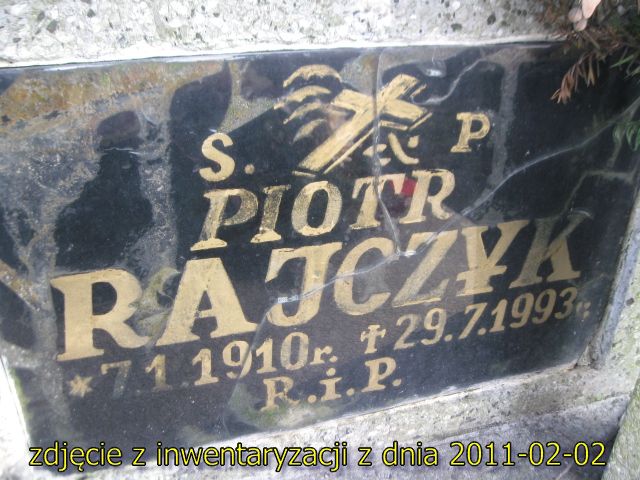 S. P
PIOTR
RAJCZYK
*7.1.1910r. ✝29.7.1993r.
R.i.P.
zdjęcie z inwentaryzacji z dnia 2011-02-02